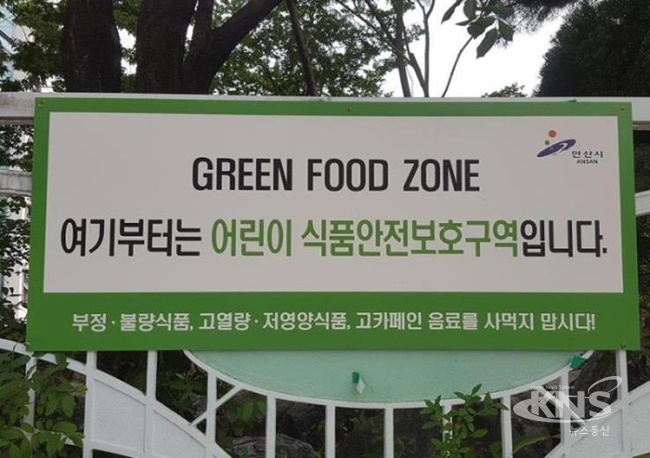 안산시
ANSAN
GREEN FOOD ZONE
여기부터는 어린이 식품안전보호구역입니다.
부정·불량식품, 고열량·저영양식품, 고카페인 음료를 사먹지 맙시다!
KNS
뉴스통신